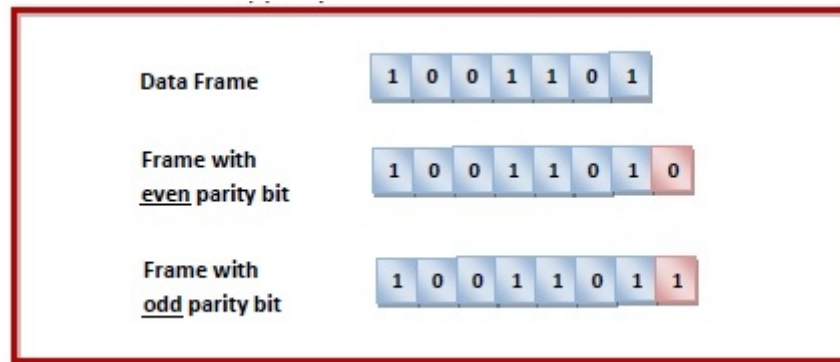 Data Frame 1 0 0 1 1 0 1
Frame with
even parity bit 1 0 0 1 1 0 1 0
Frame with
odd parity bit 1 0 0 1 1 0 1 1